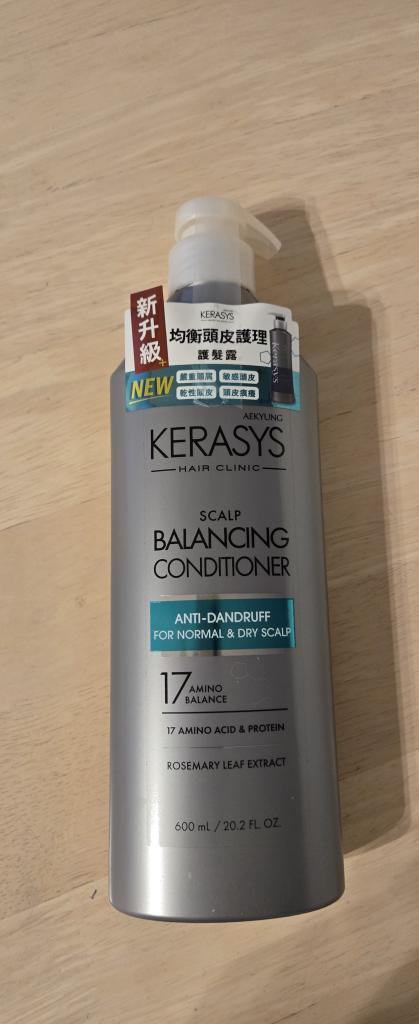 新升級+
NEW
KERASYS
均衡頭皮護理
護髮露
嚴重頭屑 敏感頭皮
乾性頭皮 頭皮痕癢
KERASYS
AEKYUNG
KERASYS
HAIR CLINIC
SCALP
BALANCING
CONDITIONER
ANTI-DANDRUFF
FOR NORMAL & DRY SCALP
17 AMINO
BALANCE
17 AMINO ACID & PROTEIN
ROSEMARY LEAF EXTRACT
600 mL / 20.2 FL. OZ.